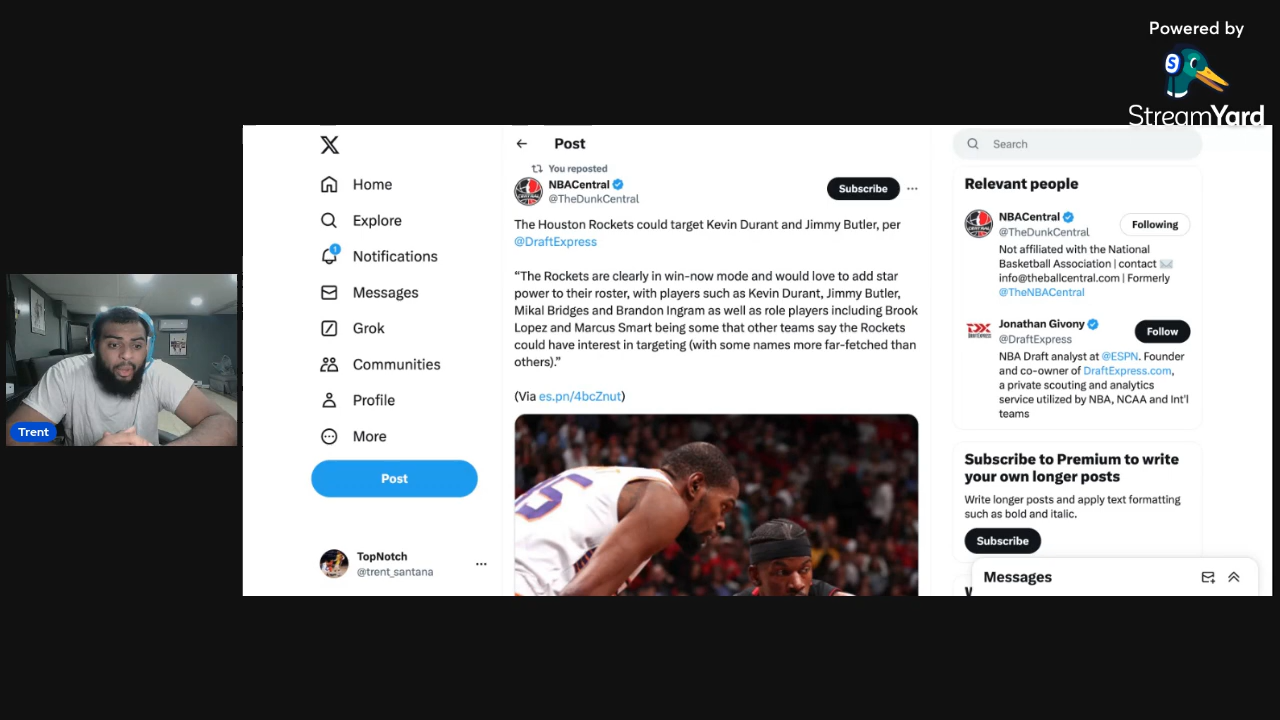 Powered by
S
StreamYard
Trent
X
Home
Explore
1
Notifications
Messages
Grok
Communities
Profile
More
Post
TopNotch
@trent_santana
Post
You reposted
NBACentral
@TheDunkCentral
Subscribe
The Houston Rockets could target Kevin Durant and Jimmy Butler, per
@DraftExpress
“The Rockets are clearly in win-now mode and would love to add star
power to their roster, with players such as Kevin Durant, Jimmy Butler,
Mikal Bridges and Brandon Ingram as well as role players including Brook
Lopez and Marcus Smart being some that other teams say the Rockets
could have interest in targeting (with some names more far-fetched than
others).”
(Via es.pn/4bcZnut)
Search
Relevant people
NBACentral
@TheDunkCentral
Following
Not affiliated with the National
Basketball Association | contact
info@theballcentral.com | Formerly
@TheNBACentral
Jonathan Givony
@DraftExpress
Follow
NBA Draft analyst at @ESPN. Founder
and co-owner of DraftExpress.com,
a private scouting and analytics
service utilized by NBA, NCAA and Int'l
teams
Subscribe to Premium to write
your own longer posts
Write longer posts and apply text formatting
such as bold and italic.
Subscribe
Messages